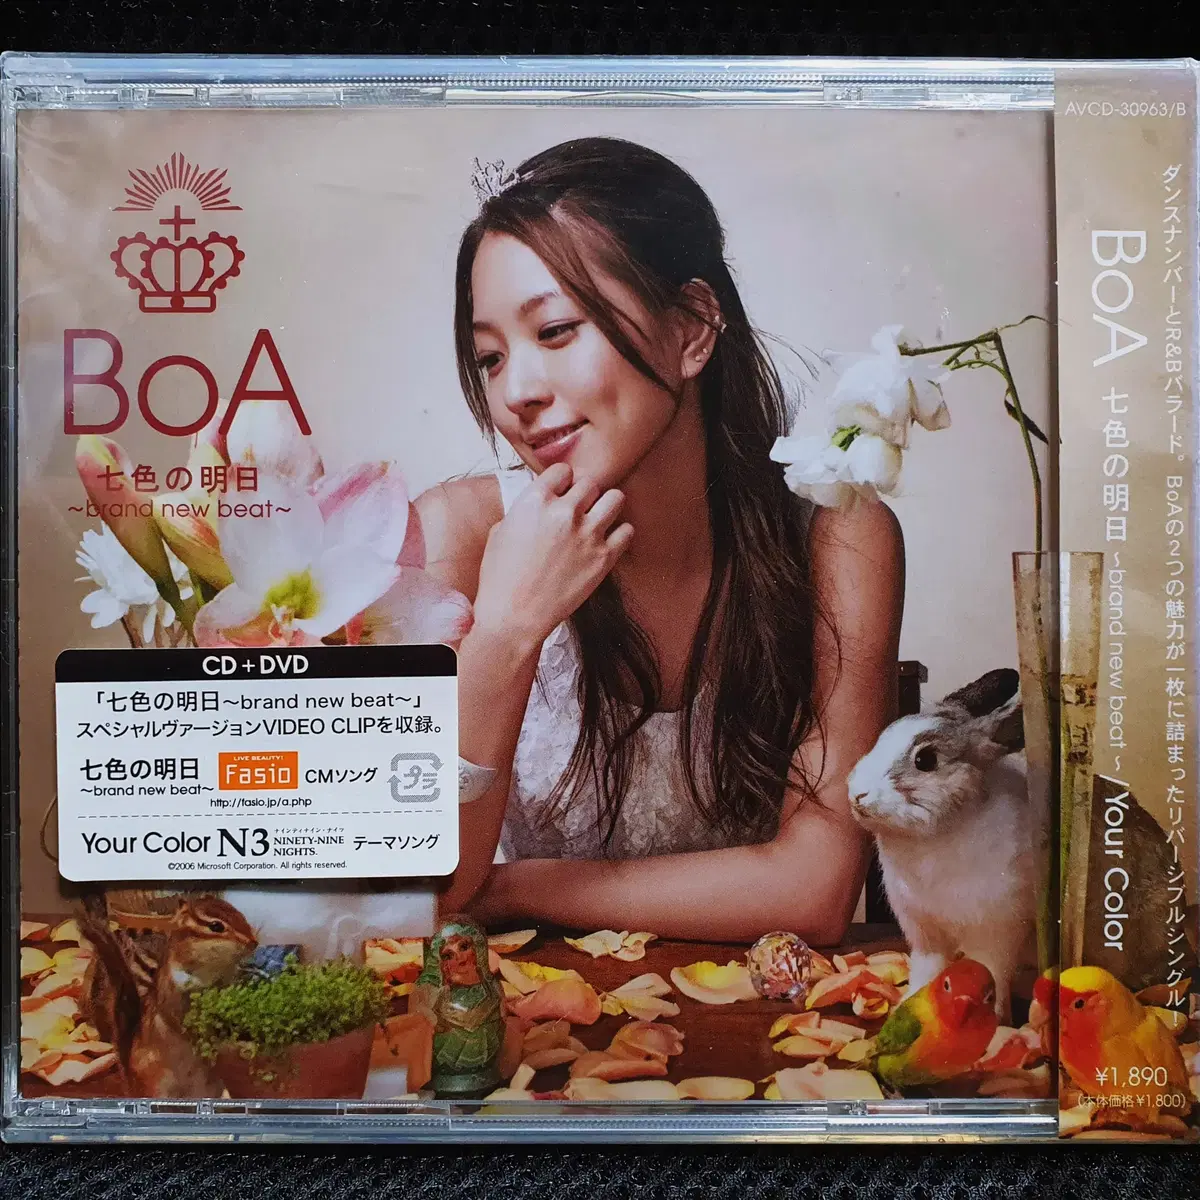 BoA
七色の明日
~brand new beat~
CD+DVD
「七色の明日~brand new beat~」
スペシャルヴァージョンVIDEO CLIPを収録。
七色の明日
~brand new beat~
LIVE BEAUTY!
Fasio
CMソング
プラ
http://fasio.jp/a.php
Your Color N3 ナインティナイン・ナイツ NINETY-NINE NIGHTS. テーマソング
©2006 Microsoft Corporation. All rights reserved.
AVCD-30963/B
ダンスナンバーとR&Bバラード。BoAの2つの魅力が一枚に詰まったリバーシブルシングル!
BoA 七色の明日 ~brand new beat~/Your Color
¥1,890
(本体価格¥1,800)